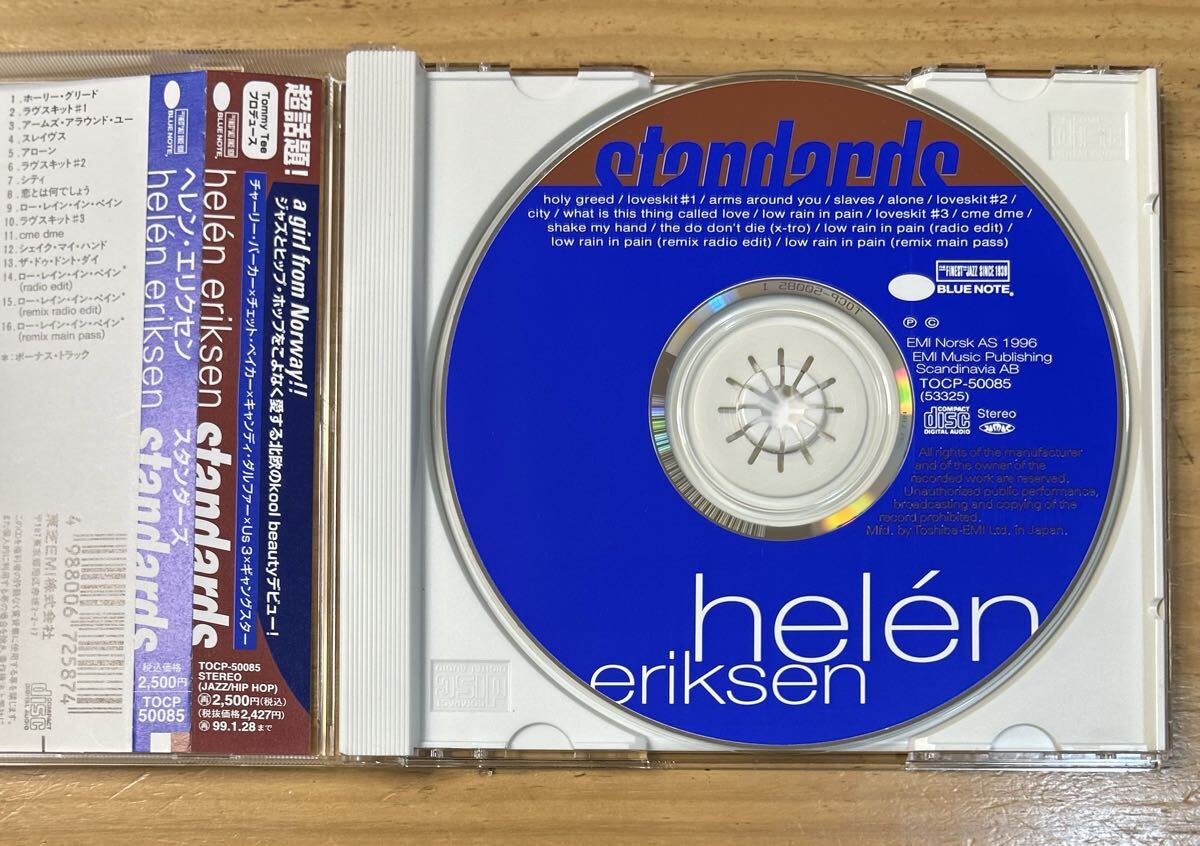 1.ホーリー・グリード
2.ラヴスキット#1
3.アームズ・アラウンド・ユー
4.スレイヴス
5.アローン
6.ラヴスキット#2
7.シティ
8.恋とは何でしょう
9.ロー・レイン・イン・ペイン
10.ラヴスキット#3
11.cme dme
12.シェイク・マイ・ハンド
13.ザ・ドゥ・ドント・ダイ
14.ロー・レイン・イン・ペイン*
(radio edit)
15.ロー・レイン・イン・ペイン*
(remix radio edit)
16.ロー・レイン・イン・ペイン*
(remix main pass)
*:ボーナス・トラック
東芝EMI株式会社
4 988006 725874
COMPACT
disc
DIGITAL AUDIO
BLUE NOTE.
ヘレン・エリクセン スタンダーズ
helén eriksen standards
税込価格
2,500円
TOCP
50085
BLUE NOTE.
helén eriksen standards
超話題!
Tommy Tee
プロデュース
a girl from Norway!!
ジャズとヒップ・ホップをこよなく愛する北欧のkool beautyデビュー!
チャーリー・パーカー×チェット・ベイカー×キャンディ・ダルファー×Us3×ギャングスター
TOCP-50085
STEREO
(JAZZ/HIP HOP)
再2,500円(税込)
(税抜価格2,427円)
再99.1.28まで
standards
holy greed / loveskit #1 / arms around you / slaves / alone / loveskit #2 /
city / what is this thing called love / low rain in pain / loveskit #3 / cme dme /
shake my hand / the do don't die (x-tro) / low rain in pain (radio edit) /
low rain in pain (remix radio edit) / low rain in pain (remix main pass)
THE FINEST IN JAZZ SINCE 1939
BLUE NOTE.
TOCP-50085 1
Ⓟ Ⓒ
EMI Norsk AS 1996
EMI Music Publishing
Scandinavia AB
TOCP-50085
(53325)
COMPACT
disc
DIGITAL AUDIO
Stereo
JASRAC
All rights of the manufacturer
and of the owner of the
recorded work are reserved.
Unauthorized public performance,
broadcasting and copying of the
record prohibited.
Mfd. by Toshiba-EMI Ltd. in Japan.
helén
eriksen